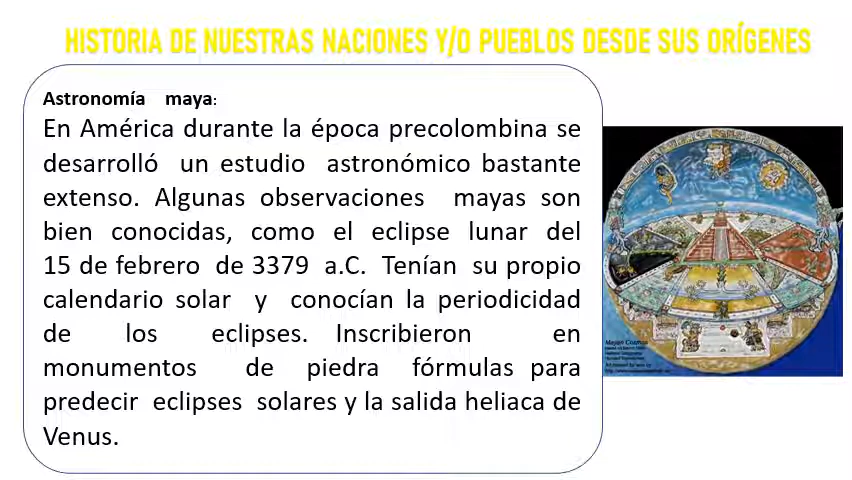 HISTORIA DE NUESTRAS NACIONES Y/O PUEBLOS DESDE SUS ORÍGENES
Astronomía maya:
En América durante la época precolombina se
desarrolló un estudio astronómico bastante
extenso. Algunas observaciones mayas son
bien conocidas, como el eclipse lunar del
15 de febrero de 3379 a.C. Tenían su propio
calendario solar y conocían la periodicidad
de los eclipses. Inscribieron en
monumentos de piedra fórmulas para
predecir eclipses solares y la salida heliaca de
Venus.
Mayan Cosmos